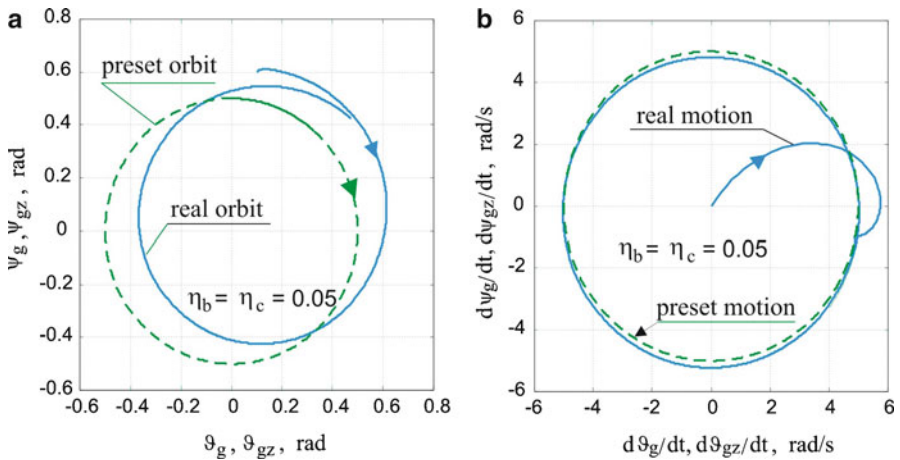 a
0.8
0.6
0.4
0.2
0
-0.2
-0.4
-0.6
ψg, ψgz, rad
preset orbit
real orbit
ηb = ηc = 0.05
-0.6 -0.4 -0.2 0 0.2 0.4 0.6 0.8
ϑg, ϑgz, rad
b
6
4
2
0
-2
-4
-6
dψg/dt, dψgz/dt, rad/s
real motion
ηb = ηc = 0.05
preset motion
-6 -4 -2 0 2 4 6
dϑg/dt, dϑgz/dt, rad/s